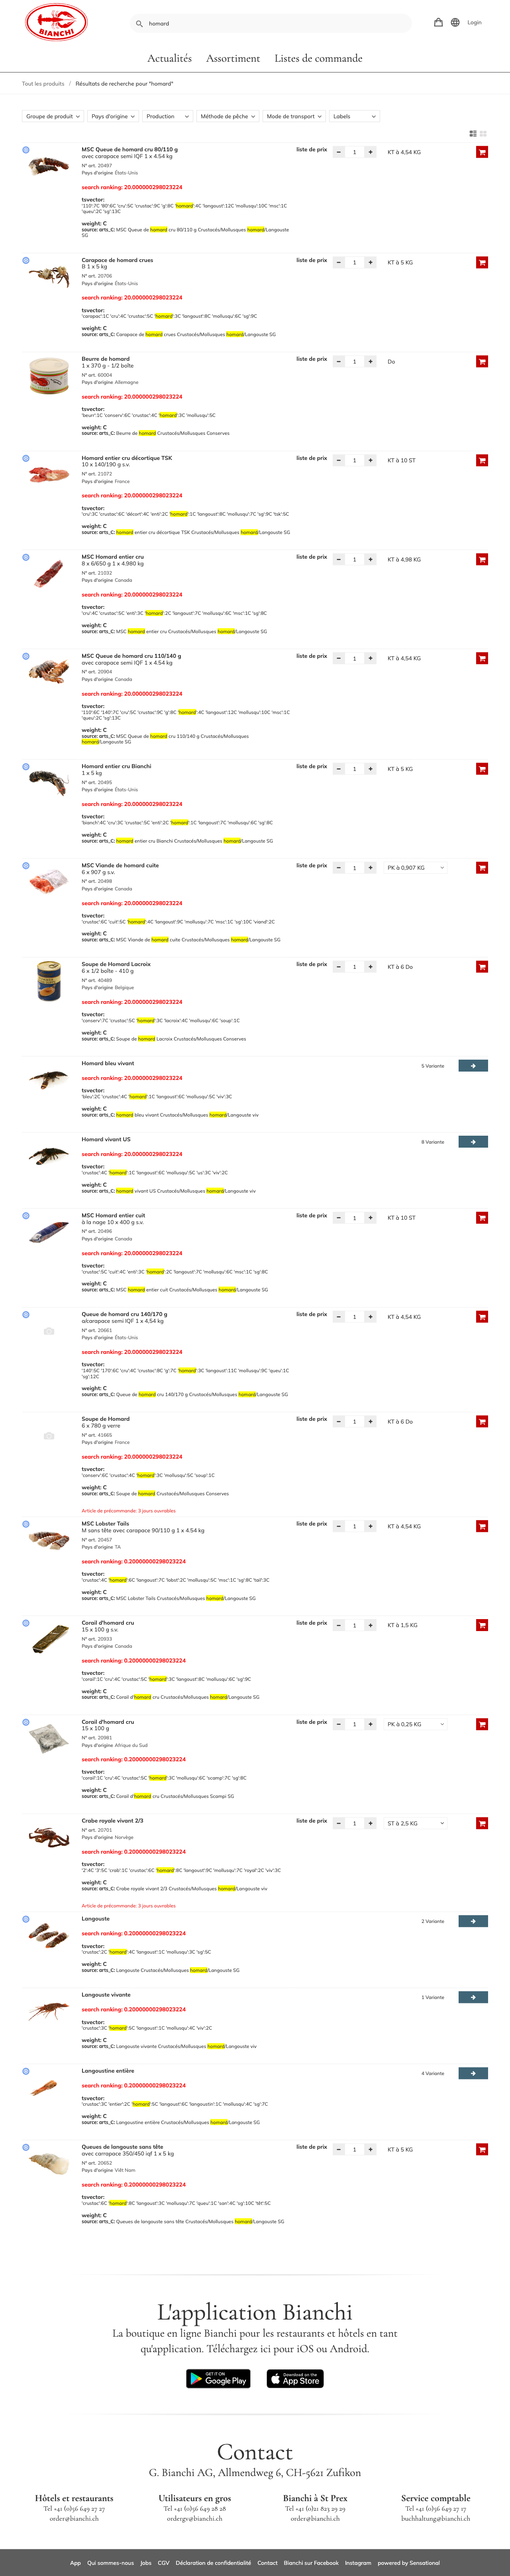 BIANCHI
homard
Login
Actualités Assortiment Listes de commande
Tout les produits / Résultats de recherche pour "homard"
Groupe de produit Pays d'origine Production Méthode de pêche Mode de transport Labels
MSC Queue de homard cru 80/110 g liste de prix 1 KT à 4,54 KG
avec carapace semi IQF 1 x 4.54 kg
N° art. 20497
Pays d'origine États-Unis
search ranking: 20.000000298023224
tsvector:
'110':7C '80':6C 'cru':5C 'crustac':9C 'g':8C 'homard':4C 'langoust':12C 'mollusqu':10C 'msc':1C
'queu':2C 'sg':13C
weight: C
source: arts_C: MSC Queue de homard cru 80/110 g Crustacés/Mollusques homard/Langouste
SG
Carapace de homard crues liste de prix 1 KT à 5 KG
B 1 x 5 kg
N° art. 20706
Pays d'origine États-Unis
search ranking: 20.000000298023224
tsvector:
'carapac':1C 'cru':4C 'crustac':5C 'homard':3C 'langoust':8C 'mollusqu':6C 'sg':9C
weight: C
source: arts_C: Carapace de homard crues Crustacés/Mollusques homard/Langouste SG
Beurre de homard liste de prix 1 Do
1 x 370 g - 1/2 boîte
N° art. 60004
Pays d'origine Allemagne
search ranking: 20.000000298023224
tsvector:
'beurr':1C 'conserv':6C 'crustac':4C 'homard':3C 'mollusqu':5C
weight: C
source: arts_C: Beurre de homard Crustacés/Mollusques Conserves
Homard entier cru décortique TSK liste de prix 1 KT à 10 ST
10 x 140/190 g s.v.
N° art. 21072
Pays d'origine France
search ranking: 20.000000298023224
tsvector:
'cru':3C 'crustac':6C 'décort':4C 'enti':2C 'homard':1C 'langoust':8C 'mollusqu':7C 'sg':9C 'tsk':5C
weight: C
source: arts_C: homard entier cru décortique TSK Crustacés/Mollusques homard/Langouste SG
MSC Homard entier cru liste de prix 1 KT à 4,98 KG
8 x 6/650 g 1 x 4,980 kg
N° art. 21032
Pays d'origine Canada
search ranking: 20.000000298023224
tsvector:
'cru':4C 'crustac':5C 'enti':3C 'homard':2C 'langoust':7C 'mollusqu':6C 'msc':1C 'sg':8C
weight: C
source: arts_C: MSC homard entier cru Crustacés/Mollusques homard/Langouste SG
MSC Queue de homard cru 110/140 g liste de prix 1 KT à 4,54 KG
avec carapace semi IQF 1 x 4.54 kg
N° art. 20904
Pays d'origine Canada
search ranking: 20.000000298023224
tsvector:
'110':6C '140':7C 'cru':5C 'crustac':9C 'g':8C 'homard':4C 'langoust':12C 'mollusqu':10C 'msc':1C
'queu':2C 'sg':13C
weight: C
source: arts_C: MSC Queue de homard cru 110/140 g Crustacés/Mollusques
homard/Langouste SG
Homard entier cru Bianchi liste de prix 1 KT à 5 KG
1 x 5 kg
N° art. 20495
Pays d'origine États-Unis
search ranking: 20.000000298023224
tsvector:
'bianch':4C 'cru':3C 'crustac':5C 'enti':2C 'homard':1C 'langoust':7C 'mollusqu':6C 'sg':8C
weight: C
source: arts_C: homard entier cru Bianchi Crustacés/Mollusques homard/Langouste SG
MSC Viande de homard cuite liste de prix 1 PK à 0,907 KG
6 x 907 g s.v.
N° art. 20498
Pays d'origine Canada
search ranking: 20.000000298023224
tsvector:
'crustac':6C 'cuit':5C 'homard':4C 'langoust':9C 'mollusqu':7C 'msc':1C 'sg':10C 'viand':2C
weight: C
source: arts_C: MSC Viande de homard cuite Crustacés/Mollusques homard/Langouste SG
Soupe de Homard Lacroix liste de prix 1 KT à 6 Do
6 x 1/2 boîte - 410 g
N° art. 40489
Pays d'origine Belgique
search ranking: 20.000000298023224
tsvector:
'conserv':7C 'crustac':5C 'homard':3C 'lacroix':4C 'mollusqu':6C 'soup':1C
weight: C
source: arts_C: Soupe de homard Lacroix Crustacés/Mollusques Conserves
Homard bleu vivant 5 Variante
search ranking: 20.000000298023224
tsvector:
'bleu':2C 'crustac':4C 'homard':1C 'langoust':6C 'mollusqu':5C 'viv':3C
weight: C
source: arts_C: homard bleu vivant Crustacés/Mollusques homard/Langouste viv
Homard vivant US 8 Variante
search ranking: 20.000000298023224
tsvector:
'crustac':4C 'homard':1C 'langoust':6C 'mollusqu':5C 'us':3C 'viv':2C
weight: C
source: arts_C: homard vivant US Crustacés/Mollusques homard/Langouste viv
MSC Homard entier cuit liste de prix 1 KT à 10 ST
à la nage 10 x 400 g s.v.
N° art. 20496
Pays d'origine Canada
search ranking: 20.000000298023224
tsvector:
'crustac':5C 'cuit':4C 'enti':3C 'homard':2C 'langoust':7C 'mollusqu':6C 'msc':1C 'sg':8C
weight: C
source: arts_C: MSC homard entier cuit Crustacés/Mollusques homard/Langouste SG
Queue de homard cru 140/170 g liste de prix 1 KT à 4,54 KG
a/carapace semi IQF 1 x 4,54 kg
N° art. 20661
Pays d'origine États-Unis
search ranking: 20.000000298023224
tsvector:
'140':5C '170':6C 'cru':4C 'crustac':8C 'g':7C 'homard':3C 'langoust':11C 'mollusqu':9C 'queu':1C
'sg':12C
weight: C
source: arts_C: Queue de homard cru 140/170 g Crustacés/Mollusques homard/Langouste SG
Soupe de Homard liste de prix 1 KT à 6 Do
6 x 780 g verre
N° art. 41665
Pays d'origine France
search ranking: 20.000000298023224
tsvector:
'conserv':6C 'crustac':4C 'homard':3C 'mollusqu':5C 'soup':1C
weight: C
source: arts_C: Soupe de homard Crustacés/Mollusques Conserves
Article de précommande: 3 jours ouvrables
MSC Lobster Tails liste de prix 1 KT à 4,54 KG
M sans tête avec carapace 90/110 g 1 x 4.54 kg
N° art. 20457
Pays d'origine TA
search ranking: 0.20000000298023224
tsvector:
'crustac':4C 'homard':6C 'langoust':7C 'lobst':2C 'mollusqu':5C 'msc':1C 'sg':8C 'tail':3C
weight: C
source: arts_C: MSC Lobster Tails Crustacés/Mollusques homard/Langouste SG
Corail d'homard cru liste de prix 1 KT à 1,5 KG
15 x 100 g s.v.
N° art. 20933
Pays d'origine Canada
search ranking: 0.20000000298023224
tsvector:
'corail':1C 'cru':4C 'crustac':5C 'homard':3C 'langoust':8C 'mollusqu':6C 'sg':9C
weight: C
source: arts_C: Corail d'homard cru Crustacés/Mollusques homard/Langouste SG
Corail d'homard cru liste de prix 1 PK à 0,25 KG
15 x 100 g
N° art. 20981
Pays d'origine Afrique du Sud
search ranking: 0.20000000298023224
tsvector:
'corail':1C 'cru':4C 'crustac':5C 'homard':3C 'mollusqu':6C 'scamp':7C 'sg':8C
weight: C
source: arts_C: Corail d'homard cru Crustacés/Mollusques Scampi SG
Crabe royale vivant 2/3 liste de prix 1 ST à 2,5 KG
N° art. 20701
Pays d'origine Norvège
search ranking: 0.20000000298023224
tsvector:
'2':4C '3':5C 'crab':1C 'crustac':6C 'homard':8C 'langoust':9C 'mollusqu':7C 'royal':2C 'viv':3C
weight: C
source: arts_C: Crabe royale vivant 2/3 Crustacés/Mollusques homard/Langouste viv
Article de précommande: 3 jours ouvrables
Langouste 2 Variante
search ranking: 0.20000000298023224
tsvector:
'crustac':2C 'homard':4C 'langoust':1C 'mollusqu':3C 'sg':5C
weight: C
source: arts_C: Langouste Crustacés/Mollusques homard/Langouste SG
Langouste vivante 1 Variante
search ranking: 0.20000000298023224
tsvector:
'crustac':3C 'homard':5C 'langoust':1C 'mollusqu':4C 'viv':2C
weight: C
source: arts_C: Langouste vivante Crustacés/Mollusques homard/Langouste viv
Langoustine entière 4 Variante
search ranking: 0.20000000298023224
tsvector:
'crustac':3C 'entier':2C 'homard':5C 'langoust':6C 'langoustin':1C 'mollusqu':4C 'sg':7C
weight: C
source: arts_C: Langoustine entière Crustacés/Mollusques homard/Langouste SG
Queues de langouste sans tête liste de prix 1 KT à 5 KG
avec carrapace 350/450 iqf 1 x 5 kg
N° art. 20652
Pays d'origine Viêt Nam
search ranking: 0.20000000298023224
tsvector:
'crustac':6C 'homard':8C 'langoust':3C 'mollusqu':7C 'queu':1C 'san':4C 'sg':10C 'têt':5C
weight: C
source: arts_C: Queues de langouste sans tête Crustacés/Mollusques homard/Langouste SG
L'application Bianchi
La boutique en ligne Bianchi pour les restaurants et hôtels en tant
qu'application. Téléchargez ici pour iOS ou Android.
GET IT ON Google Play Download on the App Store
Contact
G. Bianchi AG, Allmendweg 6, CH-5621 Zufikon
Hôtels et restaurants Utilisateurs en gros Bianchi à St Prex Service comptable
Tel +41 (0)56 649 27 27 Tel +41 (0)56 649 28 28 Tel +41 (0)21 823 29 29 Tel +41 (0)56 649 27 17
order@bianchi.ch ordergv@bianchi.ch order@bianchi.ch buchhaltung@bianchi.ch
App Qui sommes-nous Jobs CGV Déclaration de confidentialité Contact Bianchi sur Facebook Instagram powered by Sensational